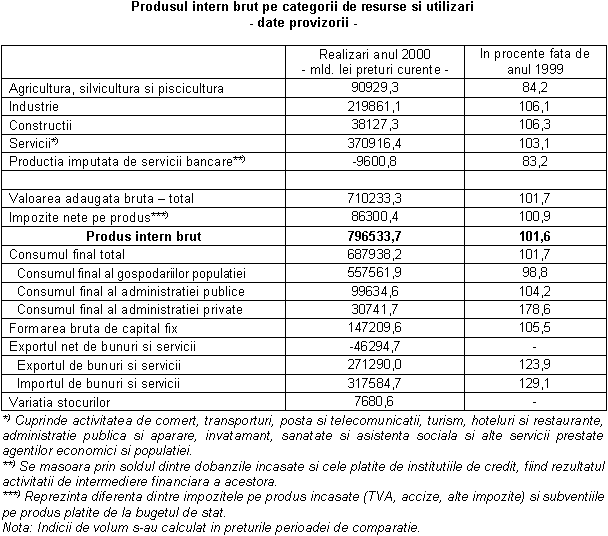 Produsul intern brut pe categorii de resurse si utilizari
- date provizorii -
Realizari anul 2000 In procente fata de
- mld. lei preturi curente - anul 1999
Agricultura, silvicultura si piscicultura 90929,3 84,2
Industrie 219861,1 106,1
Constructii 38127,3 106,3
Servicii*) 370916,4 103,1
Productia imputata de servicii bancare**) -9600,8 83,2
Valoarea adaugata bruta – total 710233,3 101,7
Impozite nete pe produs***) 86300,4 100,9
Produs intern brut 796533,7 101,6
Consumul final total 687938,2 101,7
Consumul final al gospodariilor populatiei 557561,9 98,8
Consumul final al administratiei publice 99634,6 104,2
Consumul final al administratiei private 30741,7 178,6
Formarea bruta de capital fix 147209,6 105,5
Exportul net de bunuri si servicii -46294,7 -
Exportul de bunuri si servicii 271290,0 123,9
Importul de bunuri si servicii 317584,7 129,1
Variatia stocurilor 7680,6 -
*) Cuprinde activitatea de comert, transporturi, posta si telecomunicatii, turism, hoteluri si restaurante,
administratie publica si aparare, invatamant, sanatate si asistenta sociala si alte servicii prestate
agentilor economici si populatiei.
**) Se masoara prin soldul dintre dobanzile incasate si cele platite de institutiile de credit, fiind rezultatul
activitatii de intermediere financiara a acestora.
***) Reprezinta diferenta dintre impozitele pe produs incasate (TVA, accize, alte impozite) si subventiile
pe produs platite de la bugetul de stat.
Nota: Indicii de volum s-au calculat in preturile perioadei de comparatie.